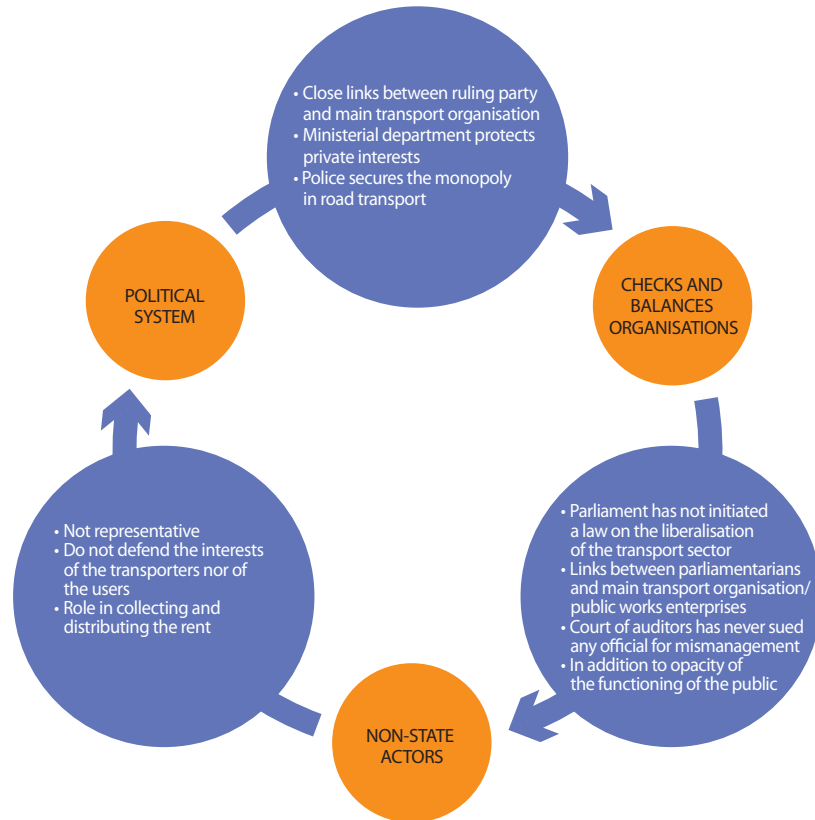 • Close links between ruling party
and main transport organisation
• Ministerial department protects
private interests
• Police secures the monopoly
in road transport
POLITICAL
SYSTEM
CHECKS AND
BALANCES
ORGANISATIONS
• Parliament has not initiated
a law on the liberalisation
of the transport sector
• Links between parliamentarians
and main transport organisation/
public works enterprises
• Court of auditors has never sued
any official for mismanagement
• In addition to opacity of
the functioning of the public
• Not representative
• Do not defend the interests
of the transporters nor of
the users
• Role in collecting and
distributing the rent
NON-STATE
ACTORS